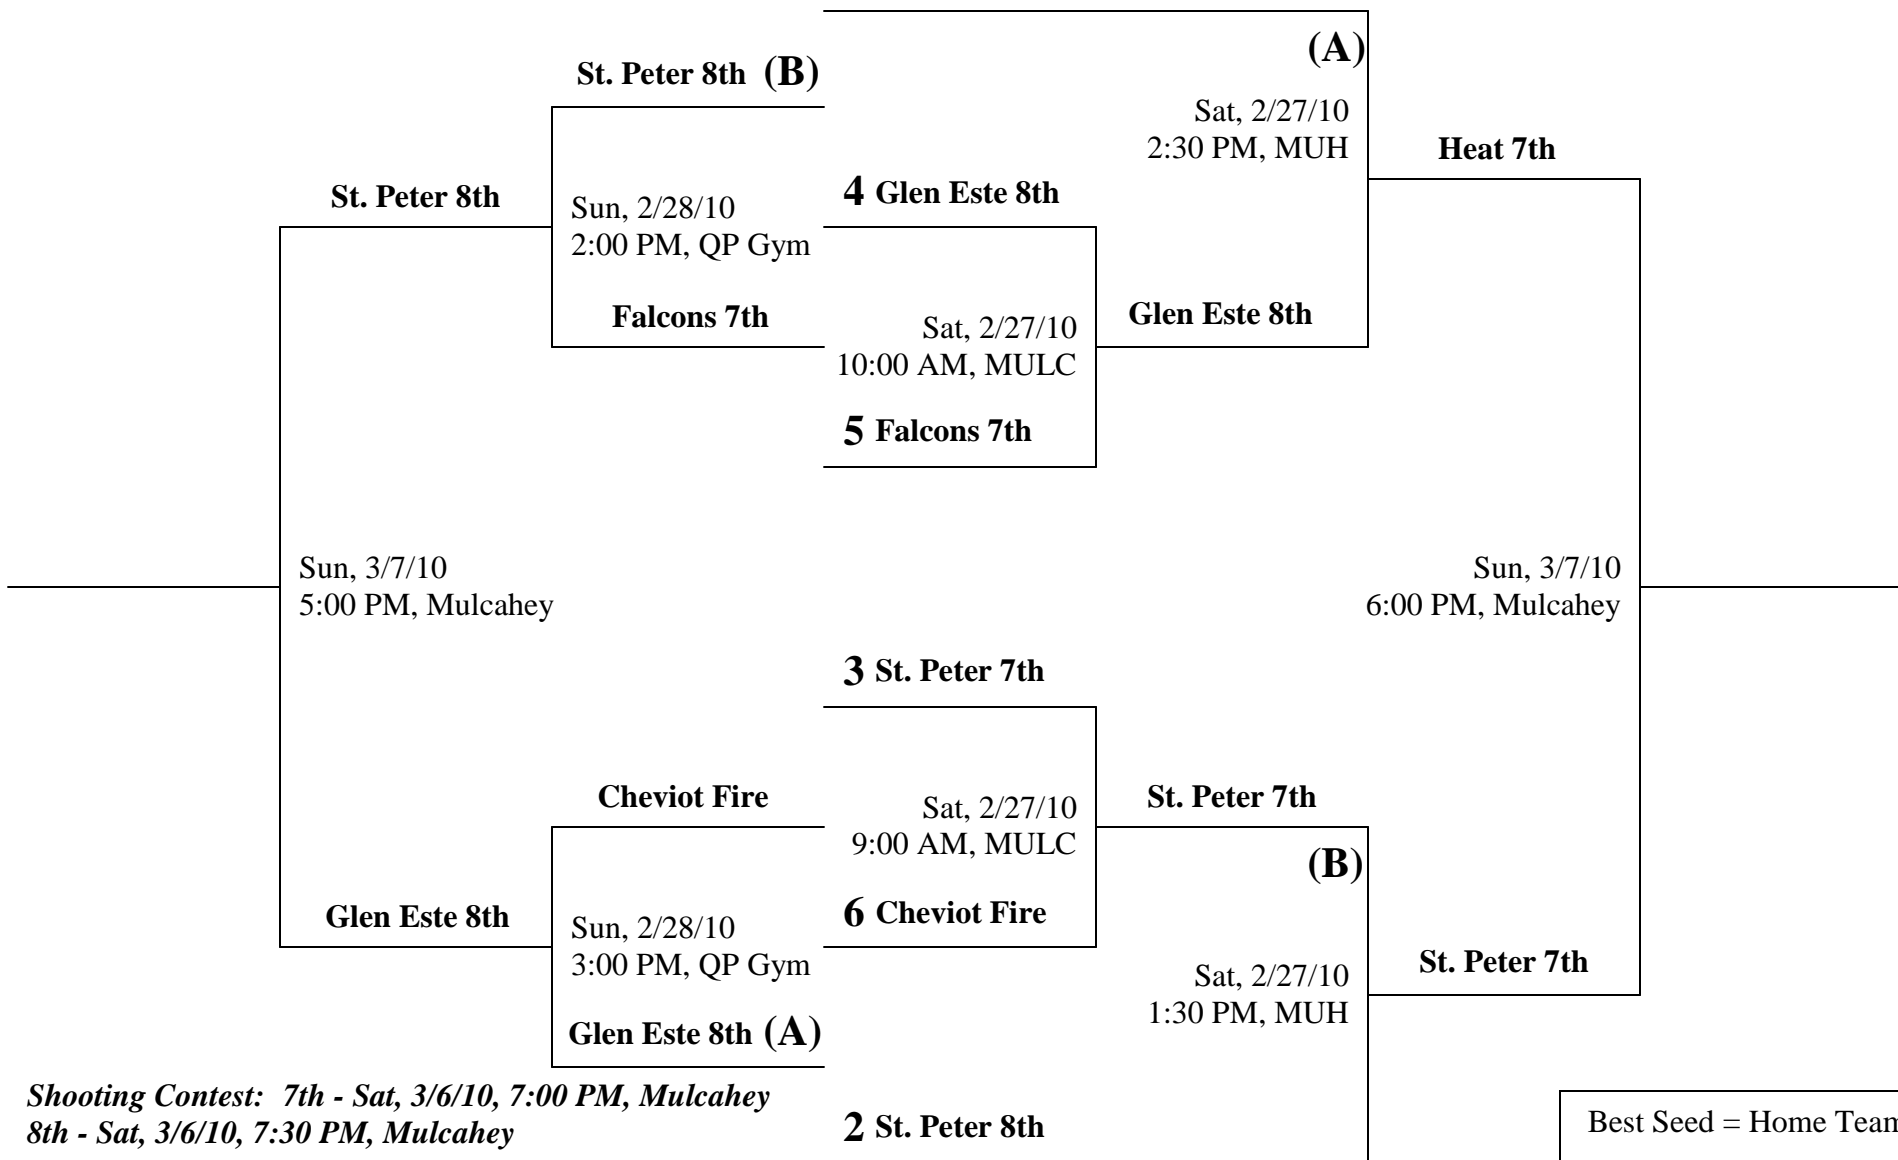 (A)
St. Peter 8th (B)
Sat, 2/27/10
2:30 PM, MUH
Heat 7th
St. Peter 8th
4 Glen Este 8th
Sun, 2/28/10
2:00 PM, QP Gym
Falcons 7th
Sat, 2/27/10
10:00 AM, MULC
Glen Este 8th
5 Falcons 7th
Sun, 3/7/10
5:00 PM, Mulcahey
Sun, 3/7/10
6:00 PM, Mulcahey
3 St. Peter 7th
Cheviot Fire
Sat, 2/27/10
9:00 AM, MULC
St. Peter 7th
(B)
Glen Este 8th
6 Cheviot Fire
Sun, 2/28/10
3:00 PM, QP Gym
St. Peter 7th
Sat, 2/27/10
1:30 PM, MUH
Glen Este 8th (A)
Shooting Contest: 7th - Sat, 3/6/10, 7:00 PM, Mulcahey
8th - Sat, 3/6/10, 7:30 PM, Mulcahey
2 St. Peter 8th
Best Seed = Home Team